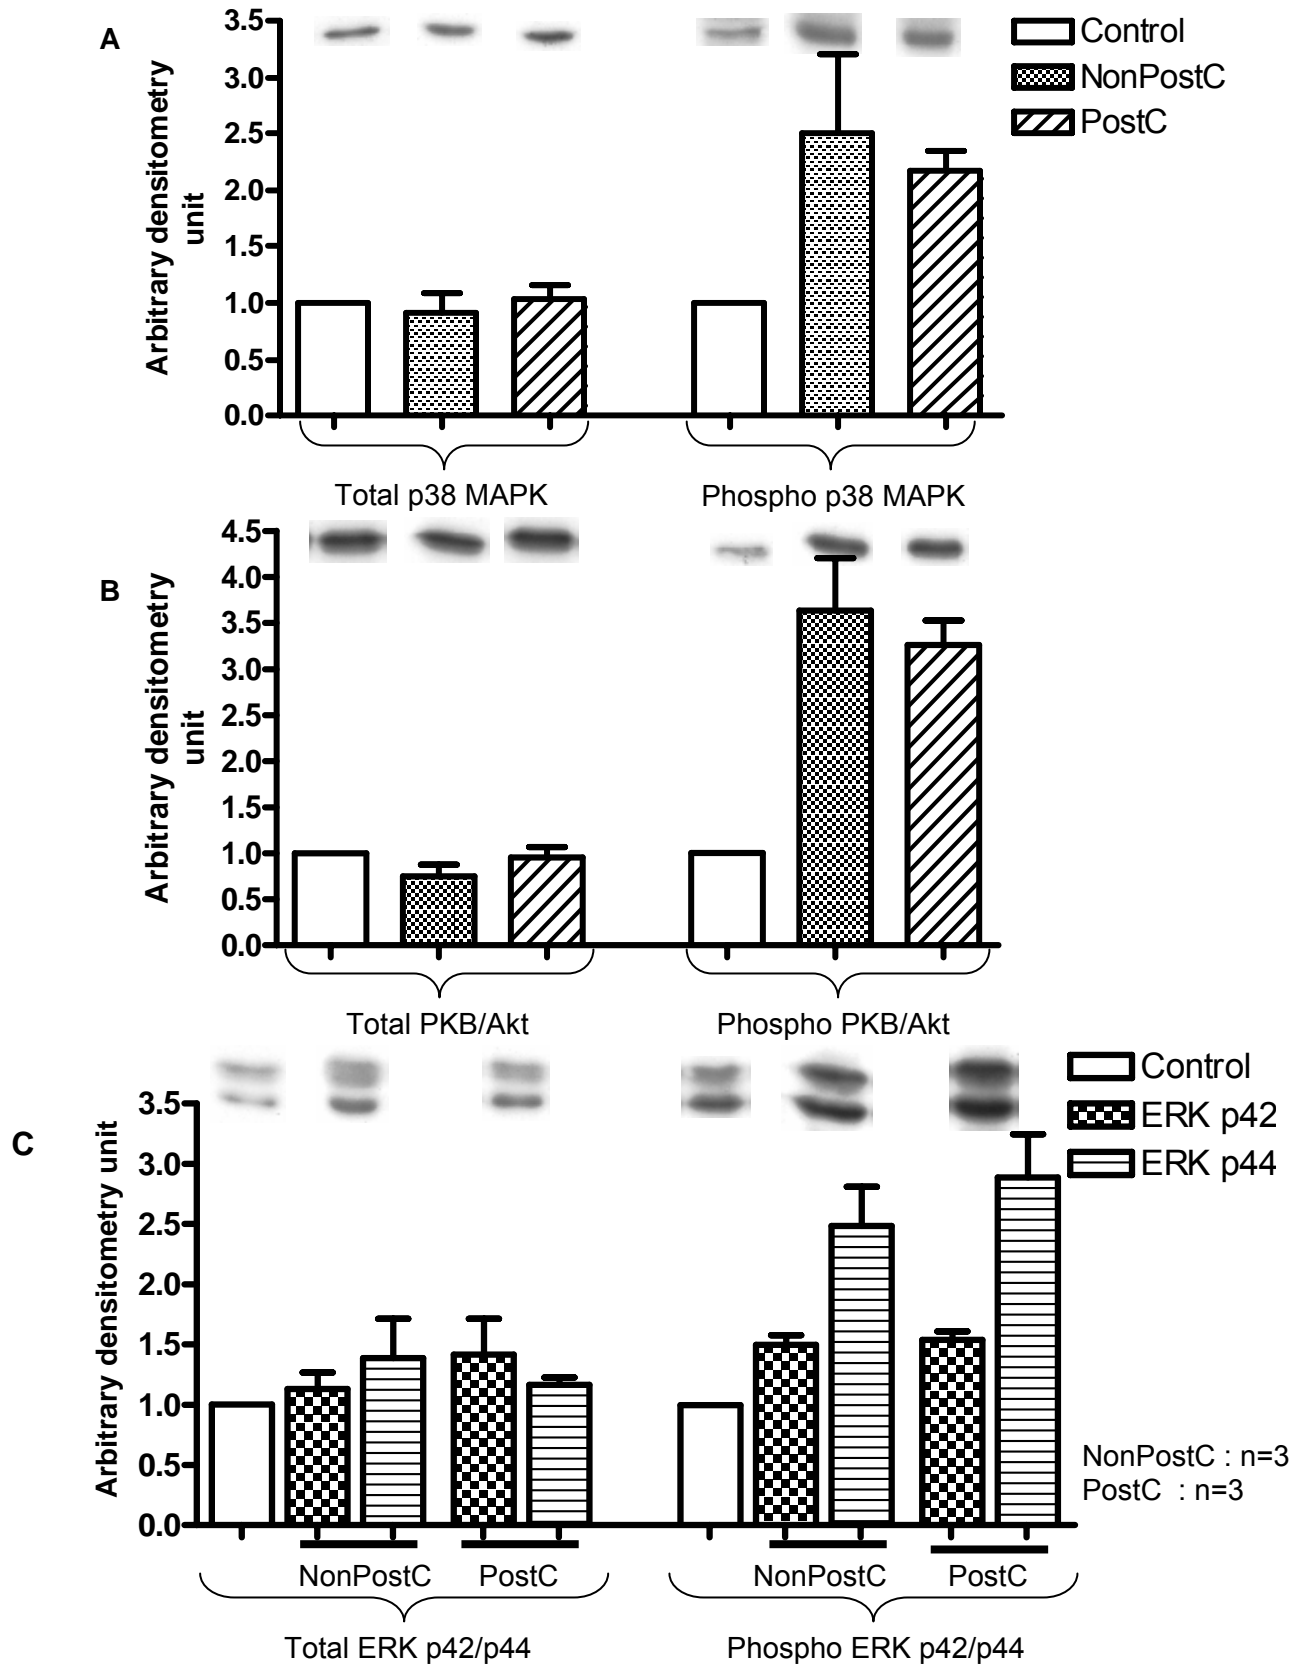 A
Arbitrary densitometry
unit
3.5
3.0
2.5
2.0
1.5
1.0
0.5
0.0
Control
NonPostC
PostC
Total p38 MAPK
Phospho p38 MAPK
B
Arbitrary densitometry
unit
4.5
4.0
3.5
3.0
2.5
2.0
1.5
1.0
0.5
0.0
Total PKB/Akt
Phospho PKB/Akt
C
Arbitrary densitometry unit
3.5
3.0
2.5
2.0
1.5
1.0
0.5
0.0
Control
ERK p42
ERK p44
NonPostC : n=3
PostC : n=3
NonPostC
PostC
NonPostC
PostC
Total ERK p42/p44
Phospho ERK p42/p44